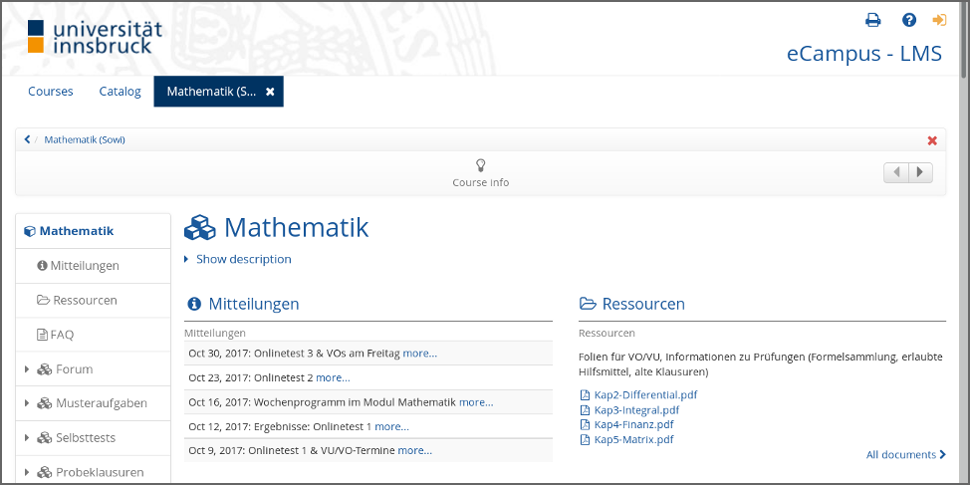 universität
innsbruck
eCampus - LMS
Courses
Catalog
Mathematik (S...
/ Mathematik (SoWi)
Course info
Mathematik
Mitteilungen
Ressourcen
FAQ
Forum
Musteraufgaben
Selbsttests
Probeklausuren
Mathematik
Show description
Mitteilungen
Mitteilungen
Oct 30, 2017: Onlinetest 3 & VOs am Freitag more...
Oct 23, 2017: Onlinetest 2 more...
Oct 16, 2017: Wochenprogramm im Modul Mathematik more...
Oct 12, 2017: Ergebnisse: Onlinetest 1 more...
Oct 9, 2017: Onlinetest 1 & VU/VO-Termine more...
Ressourcen
Ressourcen
Folien für VO/VU, Informationen zu Prüfungen (Formelsammlung, erlaubte
Hilfsmittel, alte Klausuren)
Kap2-Differential.pdf
Kap3-Integral.pdf
Kap4-Finanz.pdf
Kap5-Matrix.pdf
All documents